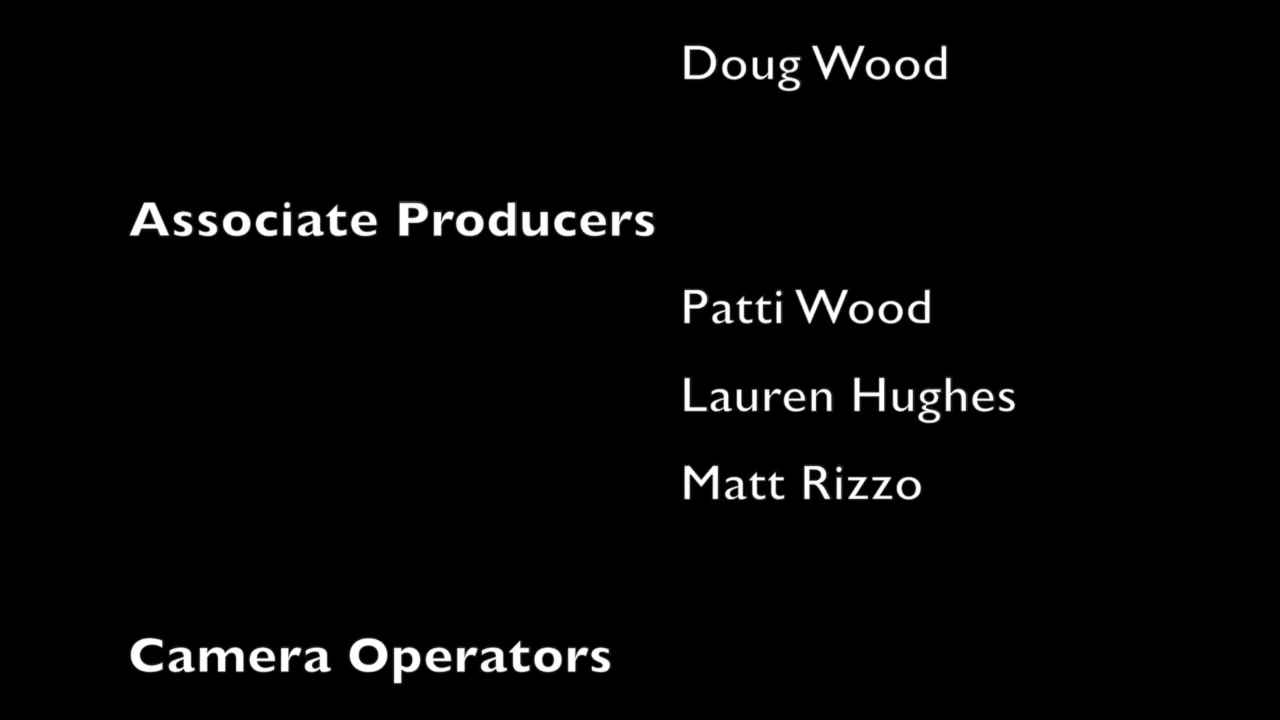 Doug Wood
Associate Producers
Patti Wood
Lauren Hughes
Matt Rizzo
Camera Operators